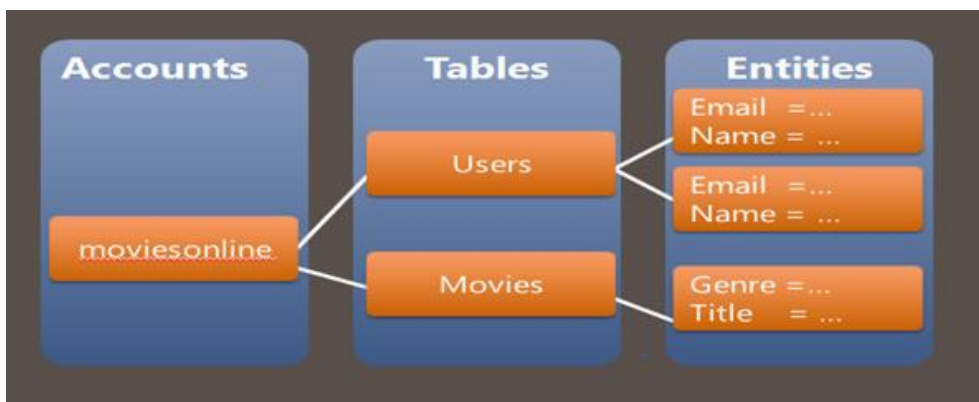 Accounts
Tables
Entities
moviesonline
Users
Movies
Email =...
Name = ...
Email =...
Name = ...
Genre =...
Title = ...